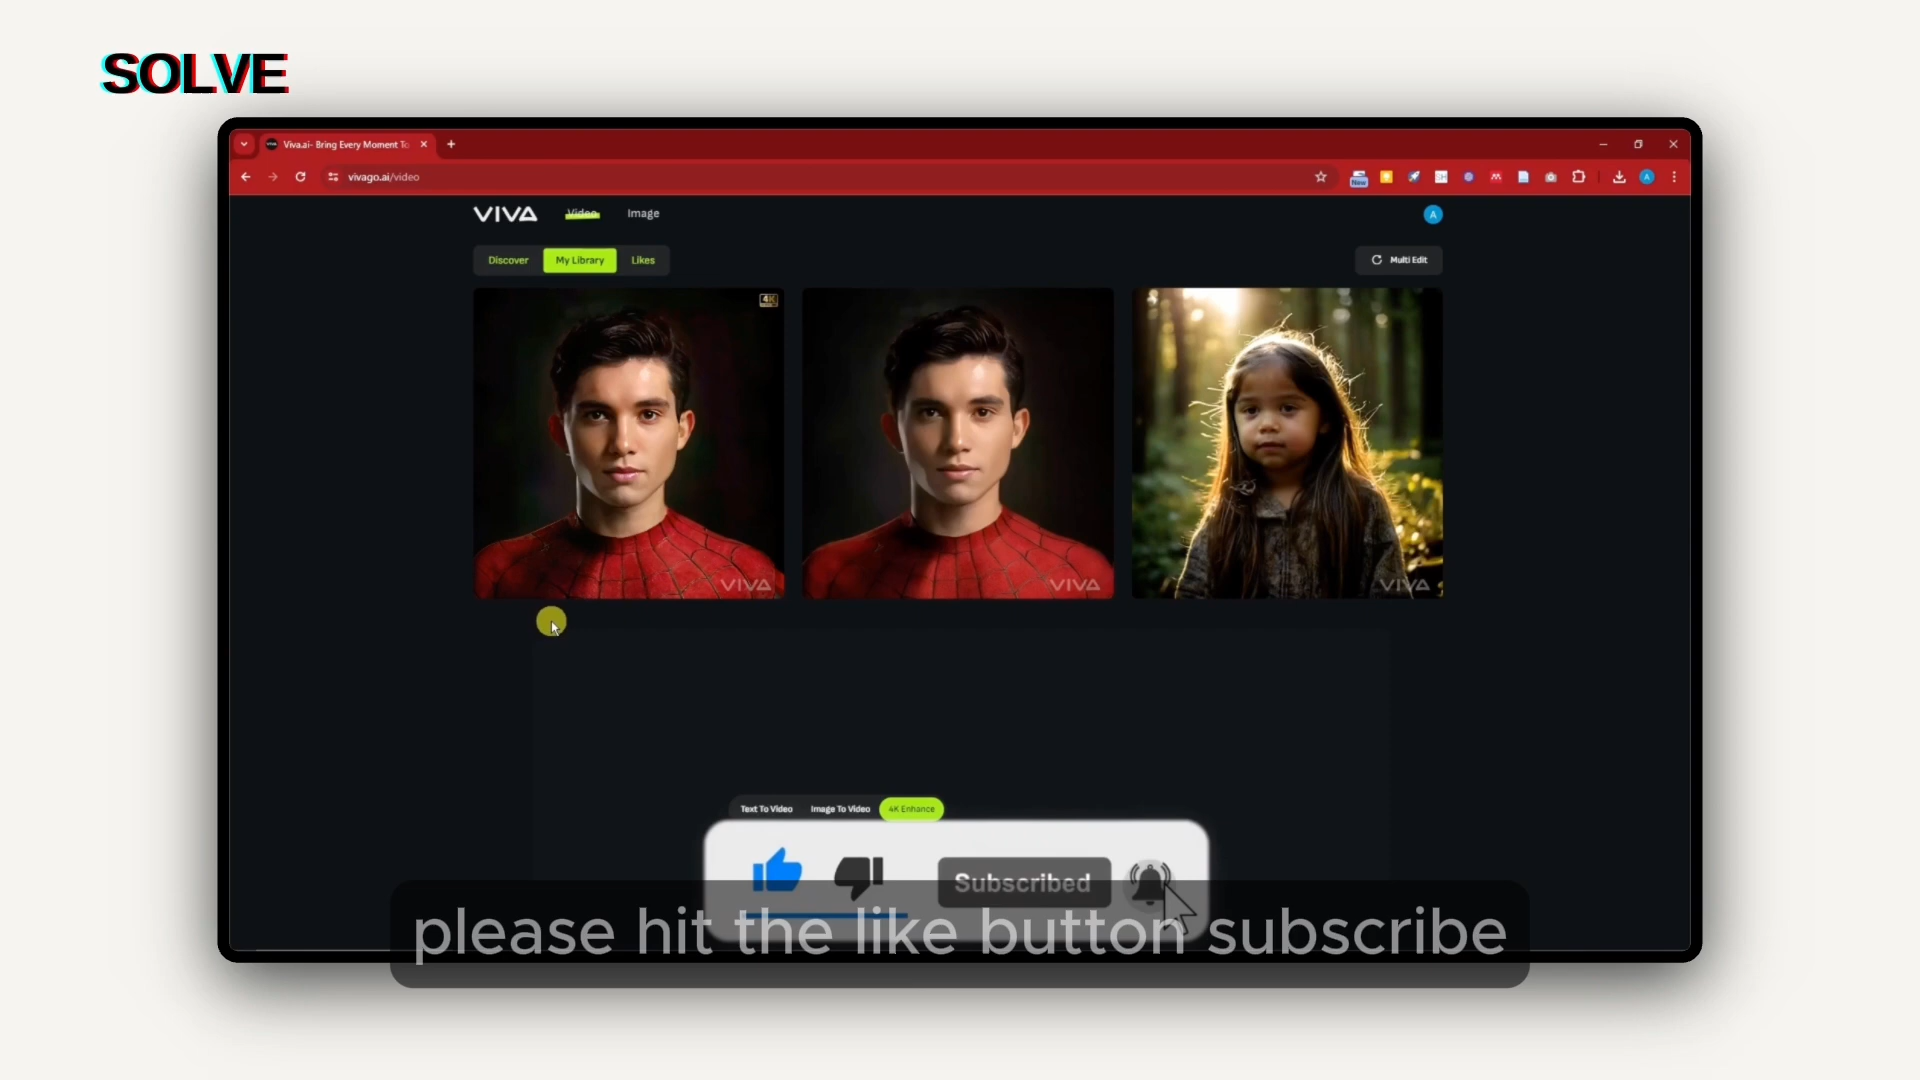 SOLVE
Viva.ai- Bring Every Moment To
vivago.ai/video
New
A
VIVA
Video
Image
A
Discover
My Library
Likes
Multi Edit
4K
VIVA
VIVA
VIVA
Text To Video
Image To Video
4K Enhance
Subscribed
please hit the like button subscribe